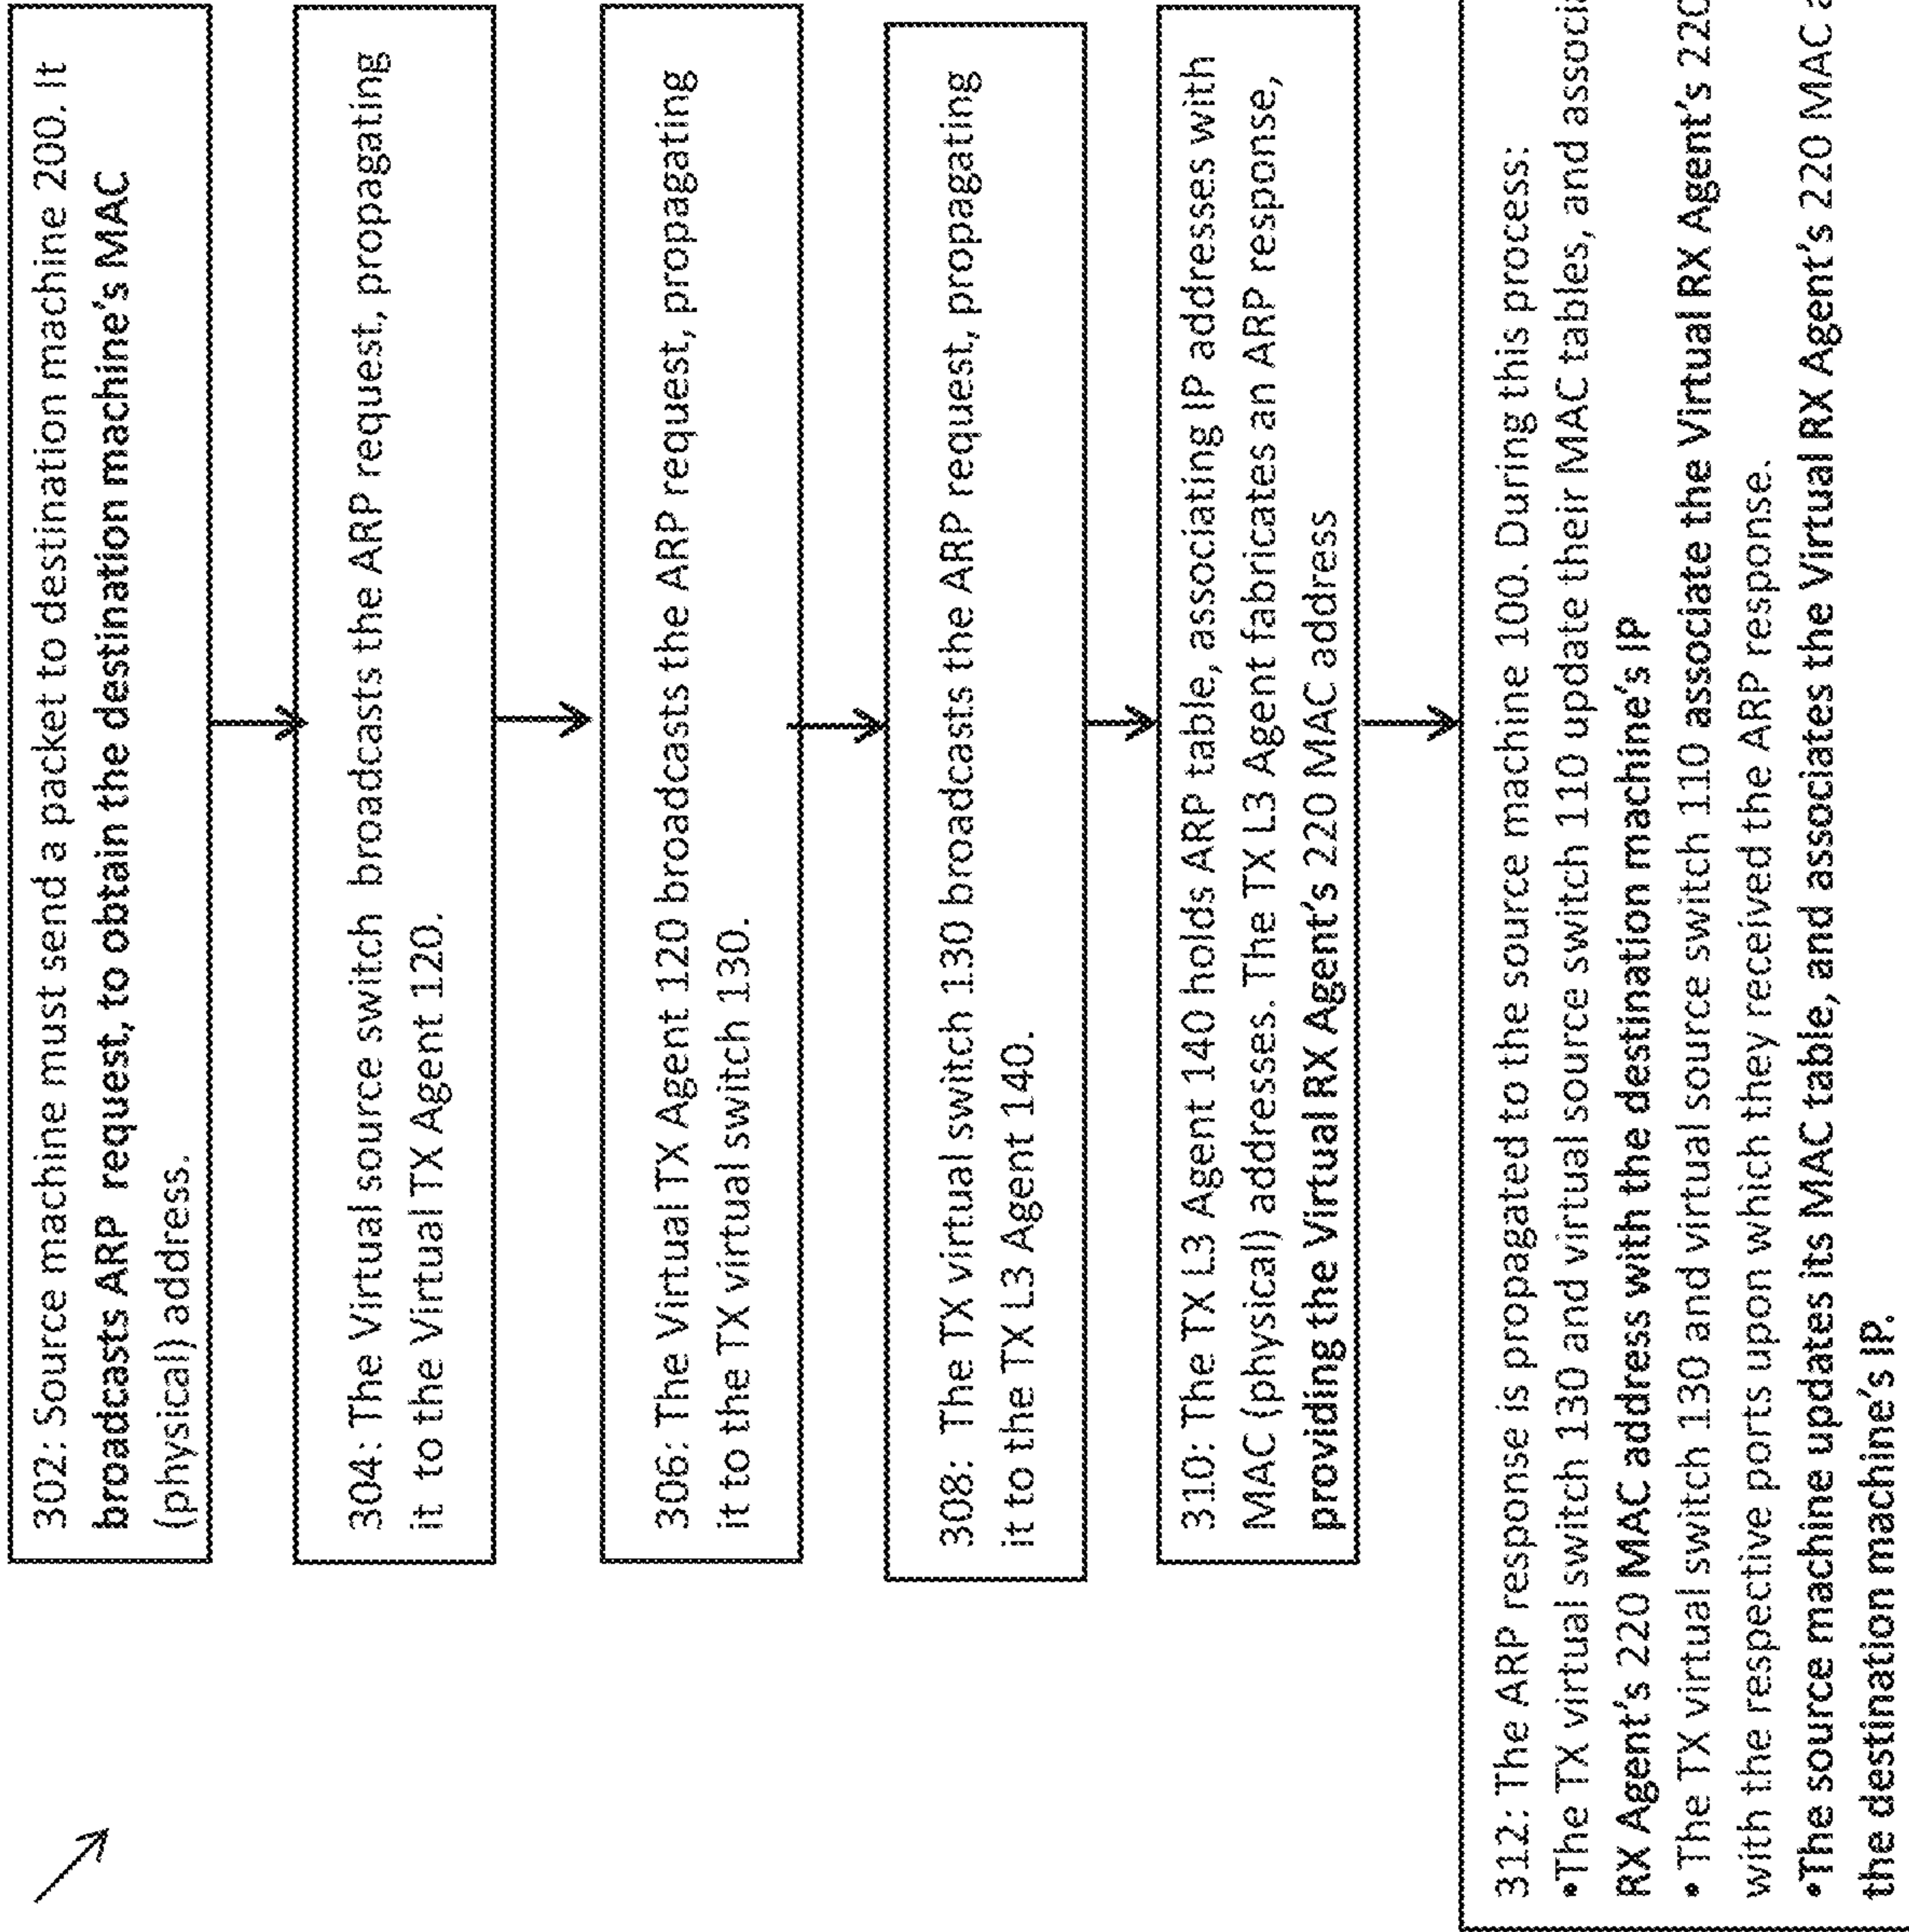 302: Source machine must send a packet to destination machine 200. It
broadcasts ARP request, to obtain the destination machine's MAC
(physical) address.
304: The Virtual source switch broadcasts the ARP request, propagating
it to the Virtual TX Agent 120.
306: The Virtual TX Agent 120 broadcasts the ARP request, propagating
it to the TX virtual switch 130.
308: The TX virtual switch 130 broadcasts the ARP request, propagating
it to the TX L3 Agent 140.
310: The TX L3 Agent 140 holds ARP table, associating IP addresses with
MAC (physical) addresses. The TX L3 Agent fabricates an ARP response,
providing the Virtual RX Agent's 220 MAC address
312: The ARP response is propagated to the source machine 100. During this process:
•The TX virtual switch 130 and virtual source switch 110 update their MAC tables, and
RX Agent's 220 MAC address with the destination machine's IP
• The TX virtual switch 130 and virtual source switch 110 associate the Virtual RX Agent's 220
with the respective ports upon which they received the ARP response.
•The source machine updates its MAC table, and associates the Virtual RX Agent's 220 MAC
the destination machine's IP.